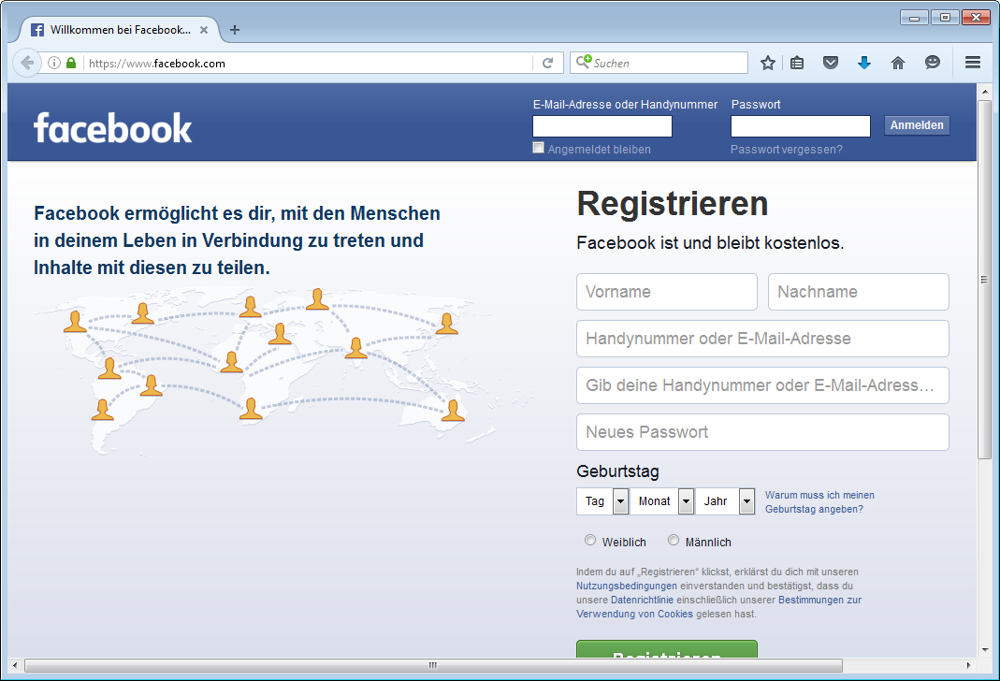 Willkommen bei Facebook...
https://www.facebook.com
Suchen
facebook
E-Mail-Adresse oder Handynummer
Passwort
Anmelden
Angemeldet bleiben
Passwort vergessen?
Facebook ermöglicht es dir, mit den Menschen
in deinem Leben in Verbindung zu treten und
Inhalte mit diesen zu teilen.
Registrieren
Facebook ist und bleibt kostenlos.
Vorname
Nachname
Handynummer oder E-Mail-Adresse
Gib deine Handynummer oder E-Mail-Adress…
Neues Passwort
Geburtstag
Tag
Monat
Jahr
Warum muss ich meinen
Geburtstag angeben?
Weiblich
Männlich
Indem du auf „Registrieren“ klickst, erklärst du dich mit unseren
Nutzungsbedingungen einverstanden und bestätigst, dass du
unsere Datenrichtlinie einschließlich unserer Bestimmungen zur
Verwendung von Cookies gelesen hast.
Registrieren